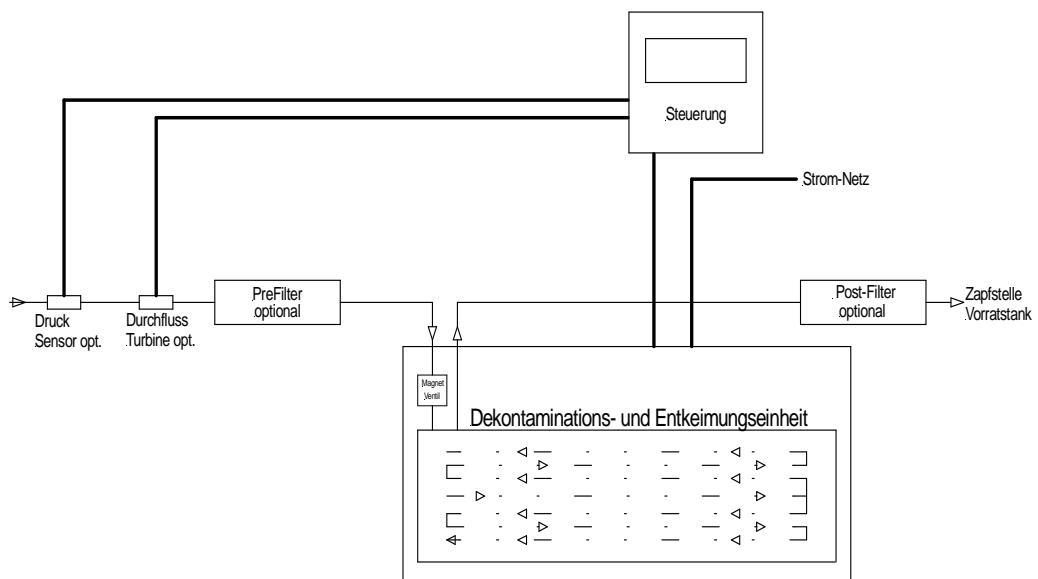 Steuerung
Strom-Netz
PreFilter
optional
Post-Filter
optional
Zapfstelle
Vorratstank
Druck
Sensor opt.
Durchfluss
Turbine opt.
Magnet
Ventil
Dekontaminations- und Entkeimungseinheit